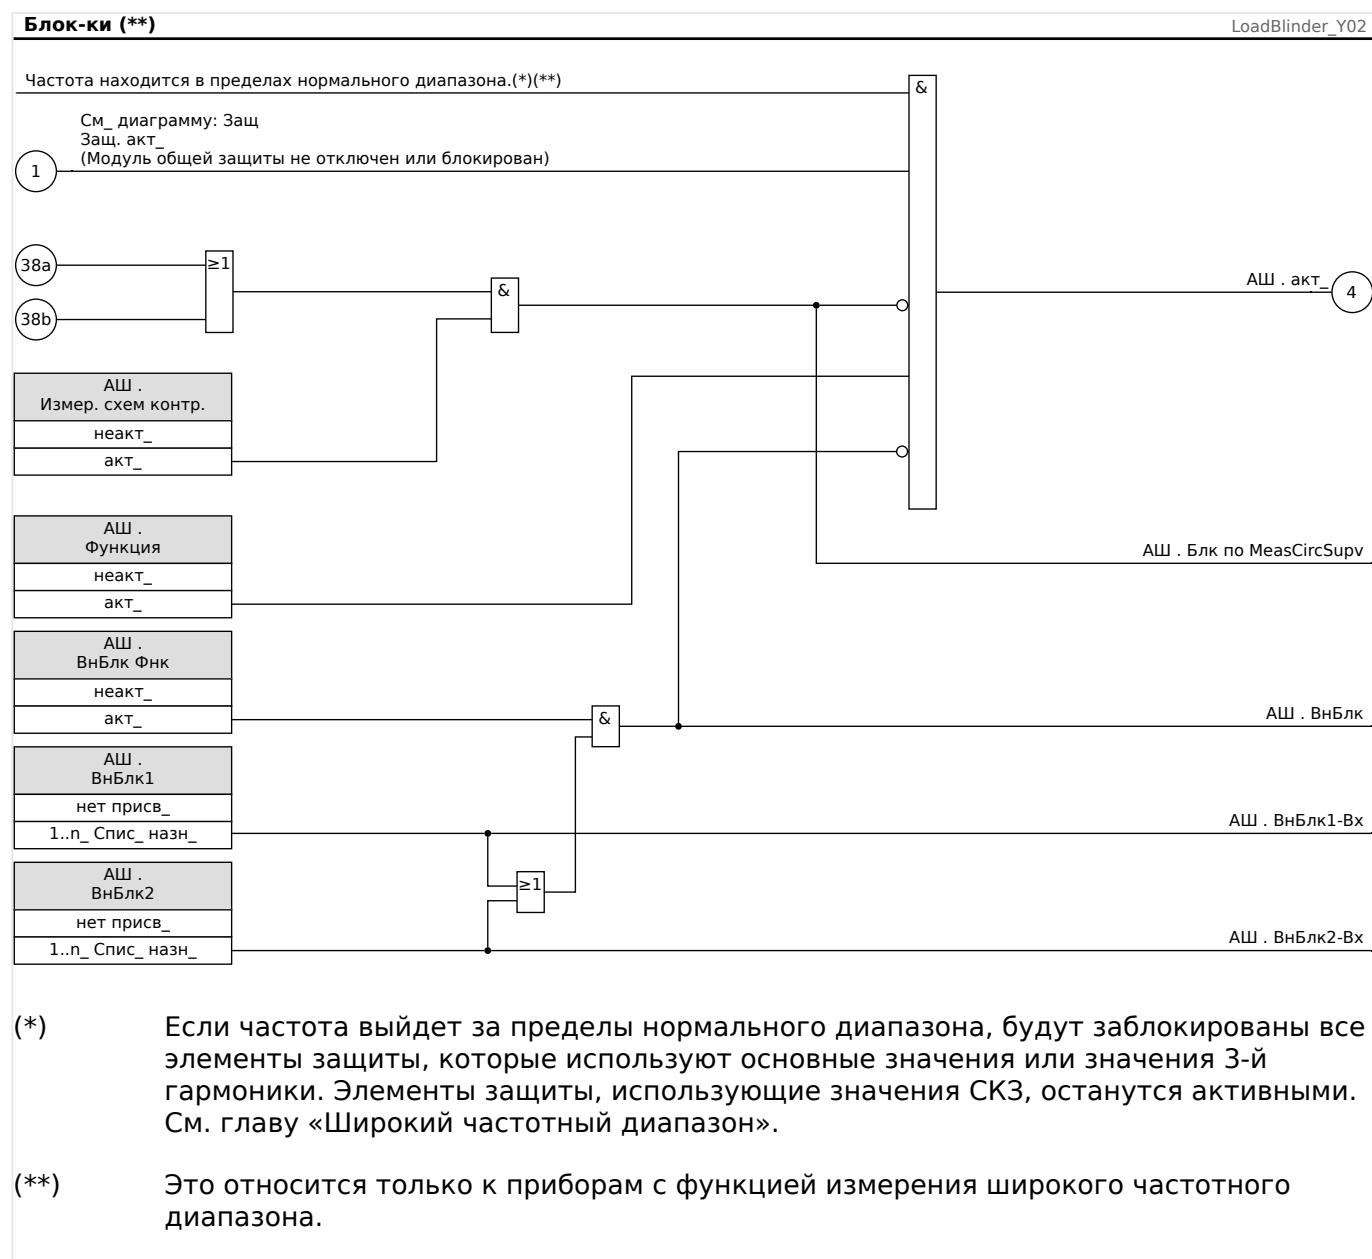 Блок-ки (**)
LoadBlinder_Y02
Частота находится в пределах нормального диапазона.(*)(**)
&
См_ диаграмму: Защ
Защ. акт_
(Модуль общей защиты не отключен или блокирован)
1
38a
≥1
&
АШ . акт_
4
38b
АШ .
Измер. схем контр.
неакт_
акт_
АШ .
Функция
неакт_
акт_
АШ . Блк по MeasCircSupv
АШ .
ВнБлк Фнк
неакт_
акт_
&
АШ . ВнБлк
АШ .
ВнБлк1
нет присв_
1..n_ Спис_ назн_
АШ . ВнБлк1-Вх
АШ .
ВнБлк2
нет присв_
1..n_ Спис_ назн_
≥1
АШ . ВнБлк2-Вх
(*) Если частота выйдет за пределы нормального диапазона, будут заблокированы все
элементы защиты, которые используют основные значения или значения 3-й
гармоники. Элементы защиты, использующие значения СКЗ, останутся активными.
См. главу «Широкий частотный диапазон».
(**) Это относится только к приборам с функцией измерения широкого частотного
диапазона.